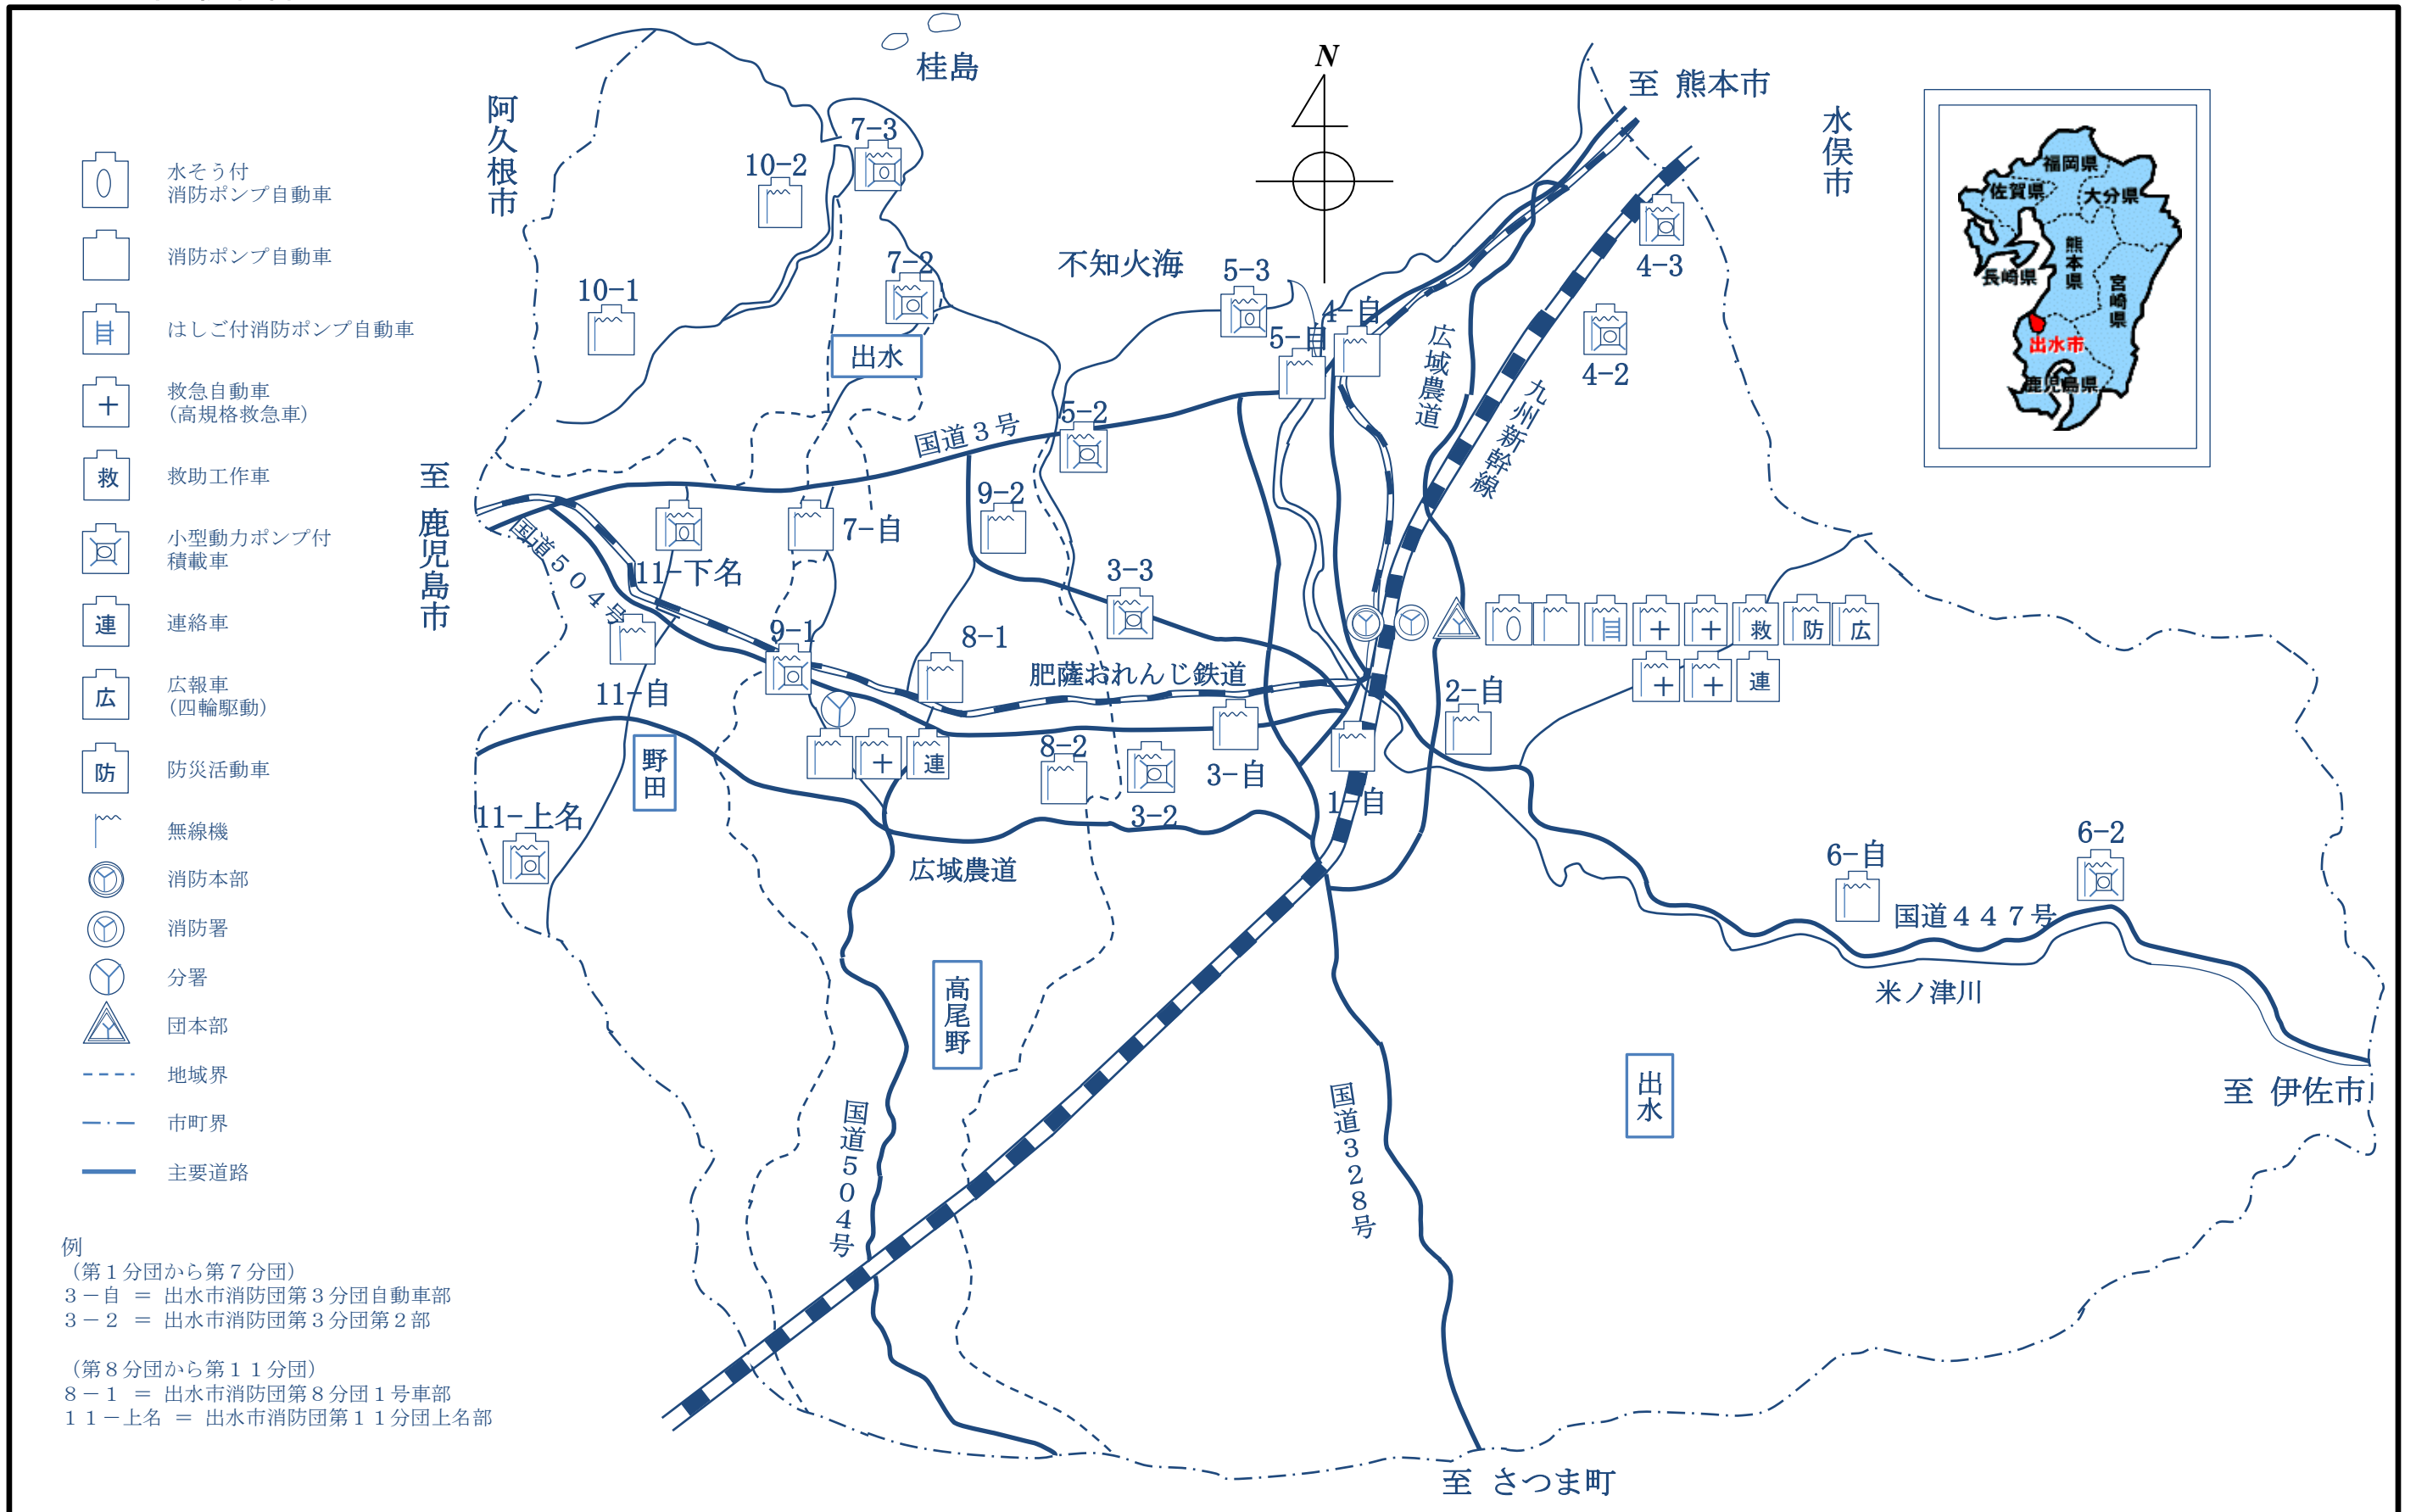 桂島
N
至 熊本市
阿久根市
水俣市
7-3
10-2
7-2
不知火海
5-3
4-3
10-1
4-自
5-自
広域農道
4-2
出水
九州新幹線
5-2
国道３号
至 鹿児島市
9-2
7-自
国道５０４号
11-下名
3-3
9-1
8-1
救
防
広
肥薩おれんじ鉄道
連
11-自
2-自
野田
連
8-2
3-自
3-2
1-自
11-上名
広域農道
6-自
6-2
国道４４７号
米ノ津川
高尾野
出水
至 伊佐市
国道５０４号
国道３２８号
至 さつま町
福岡県
佐賀県
大分県
熊本県
長崎県
宮崎県
出水市
鹿児島県
水そう付
消防ポンプ自動車
消防ポンプ自動車
はしご付消防ポンプ自動車
救急自動車
（高規格救急車）
救
救助工作車
小型動力ポンプ付
積載車
連
連絡車
広
広報車
（四輪駆動）
防
防災活動車
無線機
消防本部
消防署
分署
団本部
地域界
市町界
主要道路
例
（第１分団から第７分団）
３－自 ＝ 出水市消防団第３分団自動車部
３－２ ＝ 出水市消防団第３分団第２部
（第８分団から第１１分団）
８－１ ＝ 出水市消防団第８分団１号車部
１１－上名 ＝ 出水市消防団第１１分団上名部